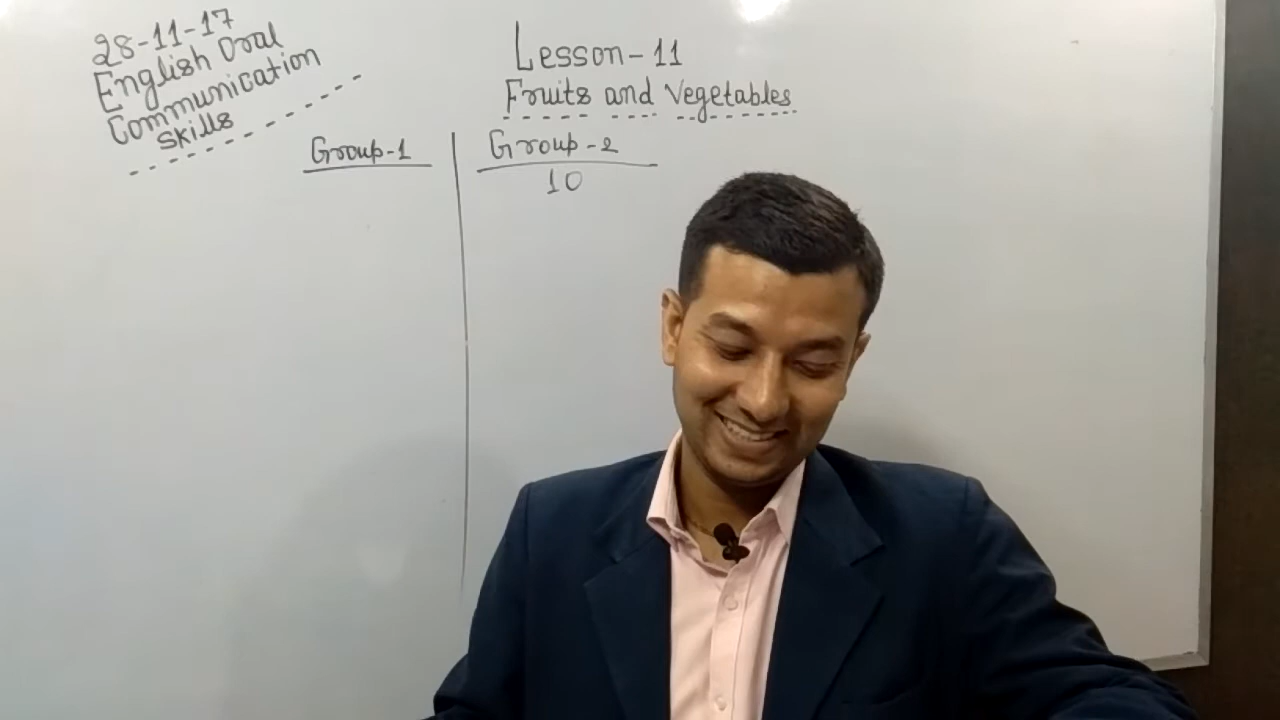 28-11-17
English Oral
Communication
Skills
Lesson-11
Fruits and Vegetables
Group-1
Group-2
10